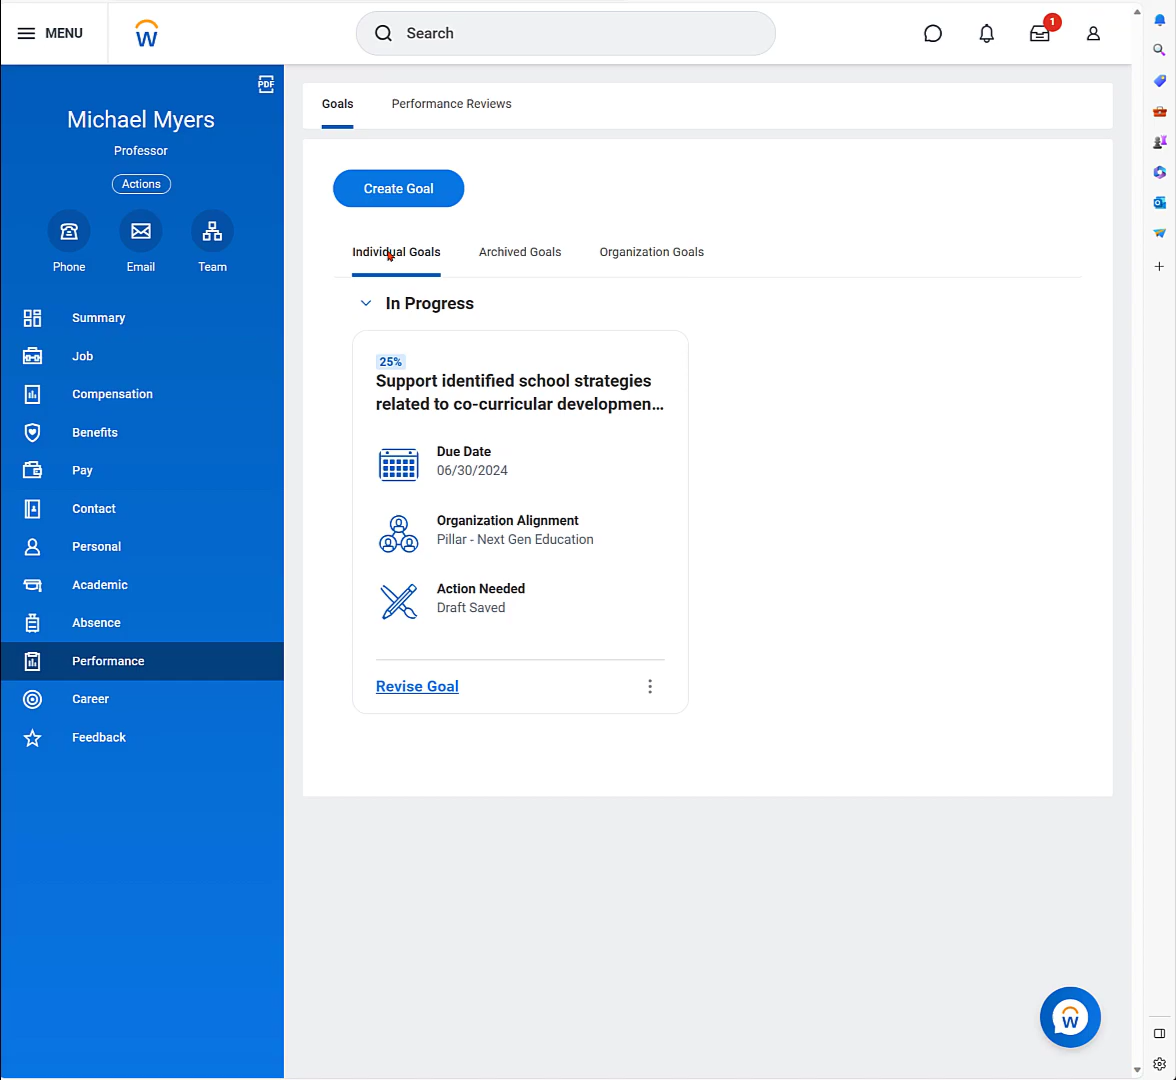 MENU
W
Search
1
PDF
Michael Myers
Professor
Actions
Phone
Email
Team
Summary
Job
Compensation
Benefits
Pay
Contact
Personal
Academic
Absence
Performance
Career
Feedback
Goals
Performance Reviews
Create Goal
Individual Goals
Archived Goals
Organization Goals
In Progress
25%
Support identified school strategies
related to co-curricular developmen...
Due Date
06/30/2024
Organization Alignment
Pillar - Next Gen Education
Action Needed
Draft Saved
Revise Goal
W